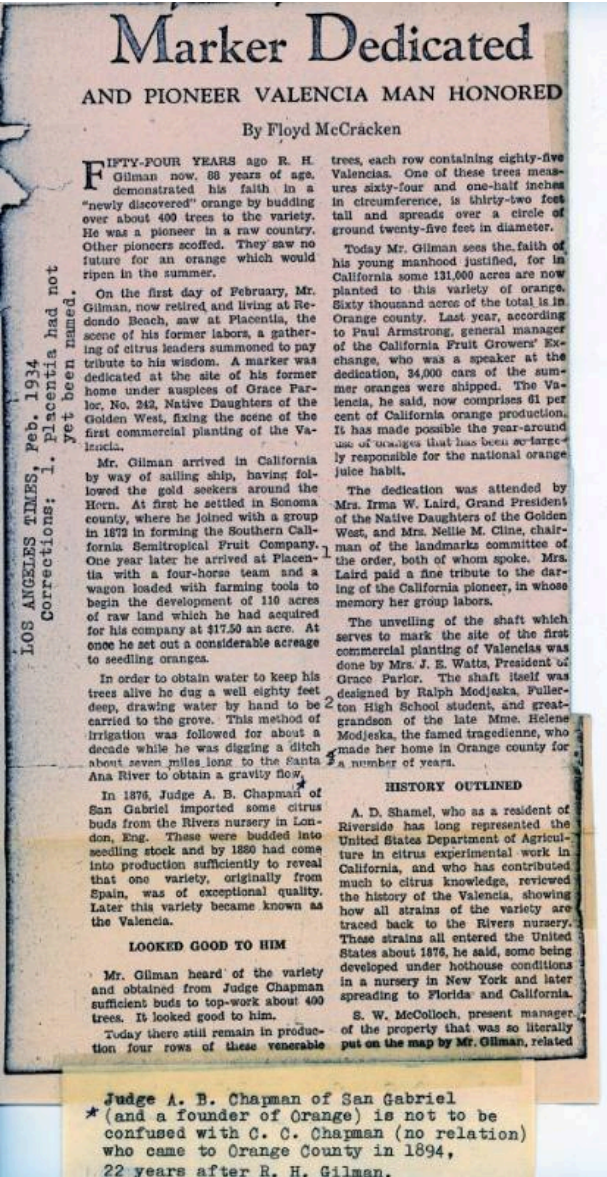 Marker Dedicated
AND PIONEER VALENCIA MAN HONORED
By Floyd McCracken
FIFTY-FOUR YEARS ago R. H.
Gilman now, 88 years of age,
demonstrated his faith in a
"newly discovered" orange by budding
over about 400 trees to the variety.
He was a pioneer in a raw country.
Other pioneers scoffed. They saw no
future for an orange which would
ripen in the summer.
On the first day of February, Mr.
Gilman, now retired and living at Re-
dondo Beach, saw at Placentia, the
scene of his former labors, a gather-
ing of citrus leaders summoned to pay
tribute to his wisdom. A marker was
dedicated at the site of his former
home under auspices of Grace Par-
lor, No. 242, Native Daughters of the
Golden West, fixing the scene of the
first commercial planting of the Va-
lencia.
Mr. Gilman arrived in California
by way of sailing ship, having fol-
lowed the gold seekers around the
Horn. At first he settled in Sonoma
county, where he joined with a group
in 1872 in forming the Southern Cali-
fornia Semitropical Fruit Company.
One year later he arrived at Placen-
tia with a four-horse team and a
wagon loaded with farming tools to
begin the development of 110 acres
of raw land which he had acquired
for his company at $17.50 an acre. At
once he set out a considerable acreage
to seedling oranges.
In order to obtain water to keep his
trees alive he dug a well eighty feet
deep, drawing water by hand to be
carried to the grove. This method of
irrigation was followed for about a
decade while he was digging a ditch
about seven miles long to the Santa
Ana River to obtain a gravity flow.
In 1876, Judge A. B. Chapman of
San Gabriel imported some citrus
buds from the Rivers nursery in Lon-
don, Eng. These were budded into
seedling stock and by 1880 had come
into production sufficiently to reveal
that one variety, originally from
Spain, was of exceptional quality.
Later this variety became known as
the Valencia.
LOOKED GOOD TO HIM
Mr. Gilman heard of the variety
and obtained from Judge Chapman
sufficient buds to top-work about 400
trees. It looked good to him.
Today there still remain in produc-
tion four rows of these venerable
trees, each row containing eighty-five
Valencias. One of these trees meas-
ures sixty-four and one-half inches
in circumference, is thirty-two feet
tall and spreads over a circle of
ground twenty-five feet in diameter.
Today Mr. Gilman sees the faith of
his young manhood justified, for in
California some 131,000 acres are now
planted to this variety of orange.
Sixty thousand acres of the total is in
Orange county. Last year, according
to Paul Armstrong, general manager
of the California Fruit Growers' Ex-
change, who was a speaker at the
dedication, 34,000 cars of the sum-
mer oranges were shipped. The Va-
lencia, he said, now comprises 61 per
cent of California orange production.
It has made possible the year-around
use of oranges that has been so large-
ly responsible for the national orange
juice habit.
The dedication was attended by
Mrs. Irma W. Laird, Grand President
of the Native Daughters of the Golden
West, and Mrs. Nellie M. Cline, chair-
1 man of the landmarks committee of
the order, both of whom spoke. Mrs.
Laird paid a fine tribute to the dar-
ing of the California pioneer, in whose
memory her group labors.
The unveiling of the shaft which
serves to mark the site of the first
commercial planting of Valencias was
done by Mrs. J. E. Watts, President of
Grace Parlor. The shaft itself was
designed by Ralph Modjeska, Fuller-
2 ton High School student, and great-
grandson of the late Mme. Helene
Modjeska, the famed tragedienne, who
made her home in Orange county for
a number of years.
HISTORY OUTLINED
A. D. Shamel, who as a resident of
Riverside has long represented the
United States Department of Agricul-
ture in citrus experimental work in
California, and who has contributed
much to citrus knowledge, reviewed
the history of the Valencia, showing
how all strains of the variety are
traced back to the Rivers nursery.
These strains all entered the United
States about 1876, he said, some being
developed under hothouse conditions
in a nursery in New York and later
spreading to Florida and California.
S. W. McColloch, present manager
of the property that was so literally
put on the map by Mr. Gilman, related
LOS ANGELES TIMES, Feb. 1934
Corrections: 1. Placentia had not
yet been named.
Judge A. B. Chapman of San Gabriel
* (and a founder of Orange) is not to be
confused with C. C. Chapman (no relation)
who came to Orange County in 1894,
22 years after R. H. Gilman.